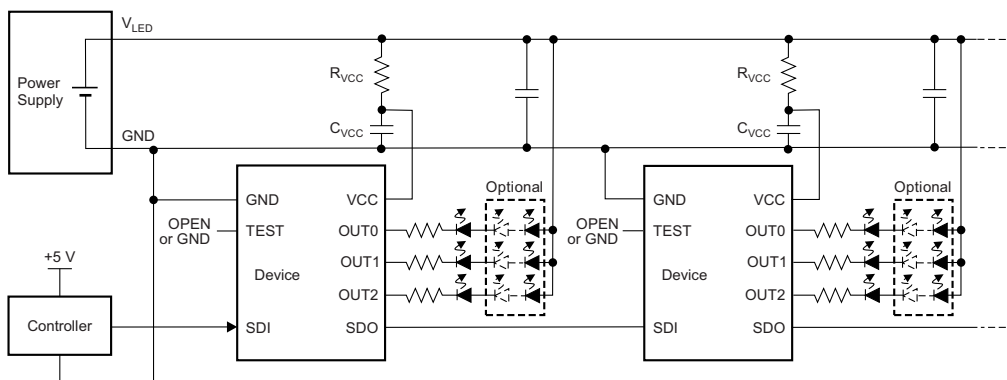 V_LED
R_VCC
R_VCC
Power
Supply
C_VCC
C_VCC
GND
Optional
Optional
GND
VCC
GND
VCC
OPEN
or GND
TEST
OUT0
OPEN
or GND
TEST
OUT0
+5 V
Device
OUT1
Device
OUT1
OUT2
OUT2
Controller
SDI
SDO
SDI
SDO